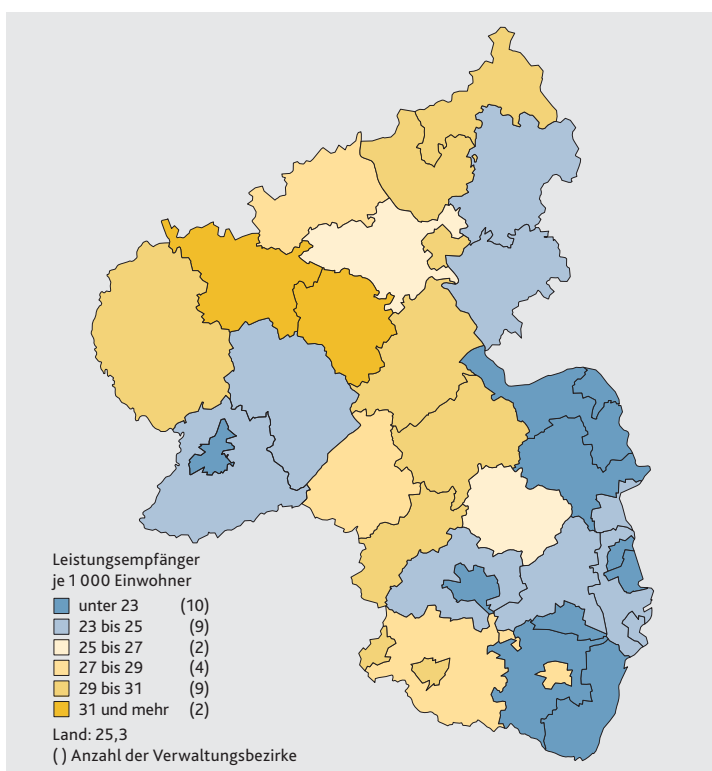 Leistungsempfänger
je 1 000 Einwohner
unter 23 (10)
23 bis 25 (9)
25 bis 27 (2)
27 bis 29 (4)
29 bis 31 (9)
31 und mehr (2)
Land: 25,3
( ) Anzahl der Verwaltungsbezirke